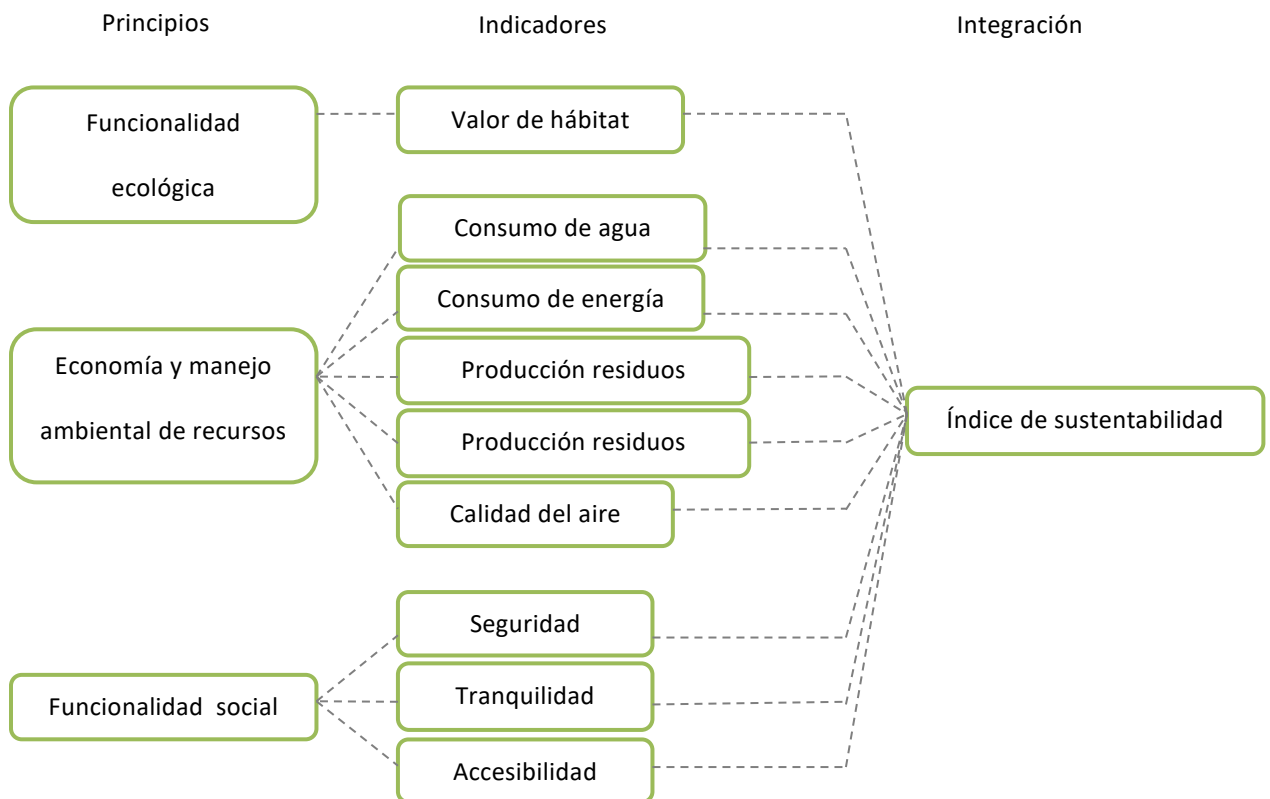 Principios
Indicadores
Integración
Funcionalidad
ecológica
Valor de hábitat
Consumo de agua
Consumo de energía
Economía y manejo
ambiental de recursos
Producción residuos
Producción residuos
Calidad del aire
Índice de sustentabilidad
Seguridad
Funcionalidad social
Tranquilidad
Accesibilidad